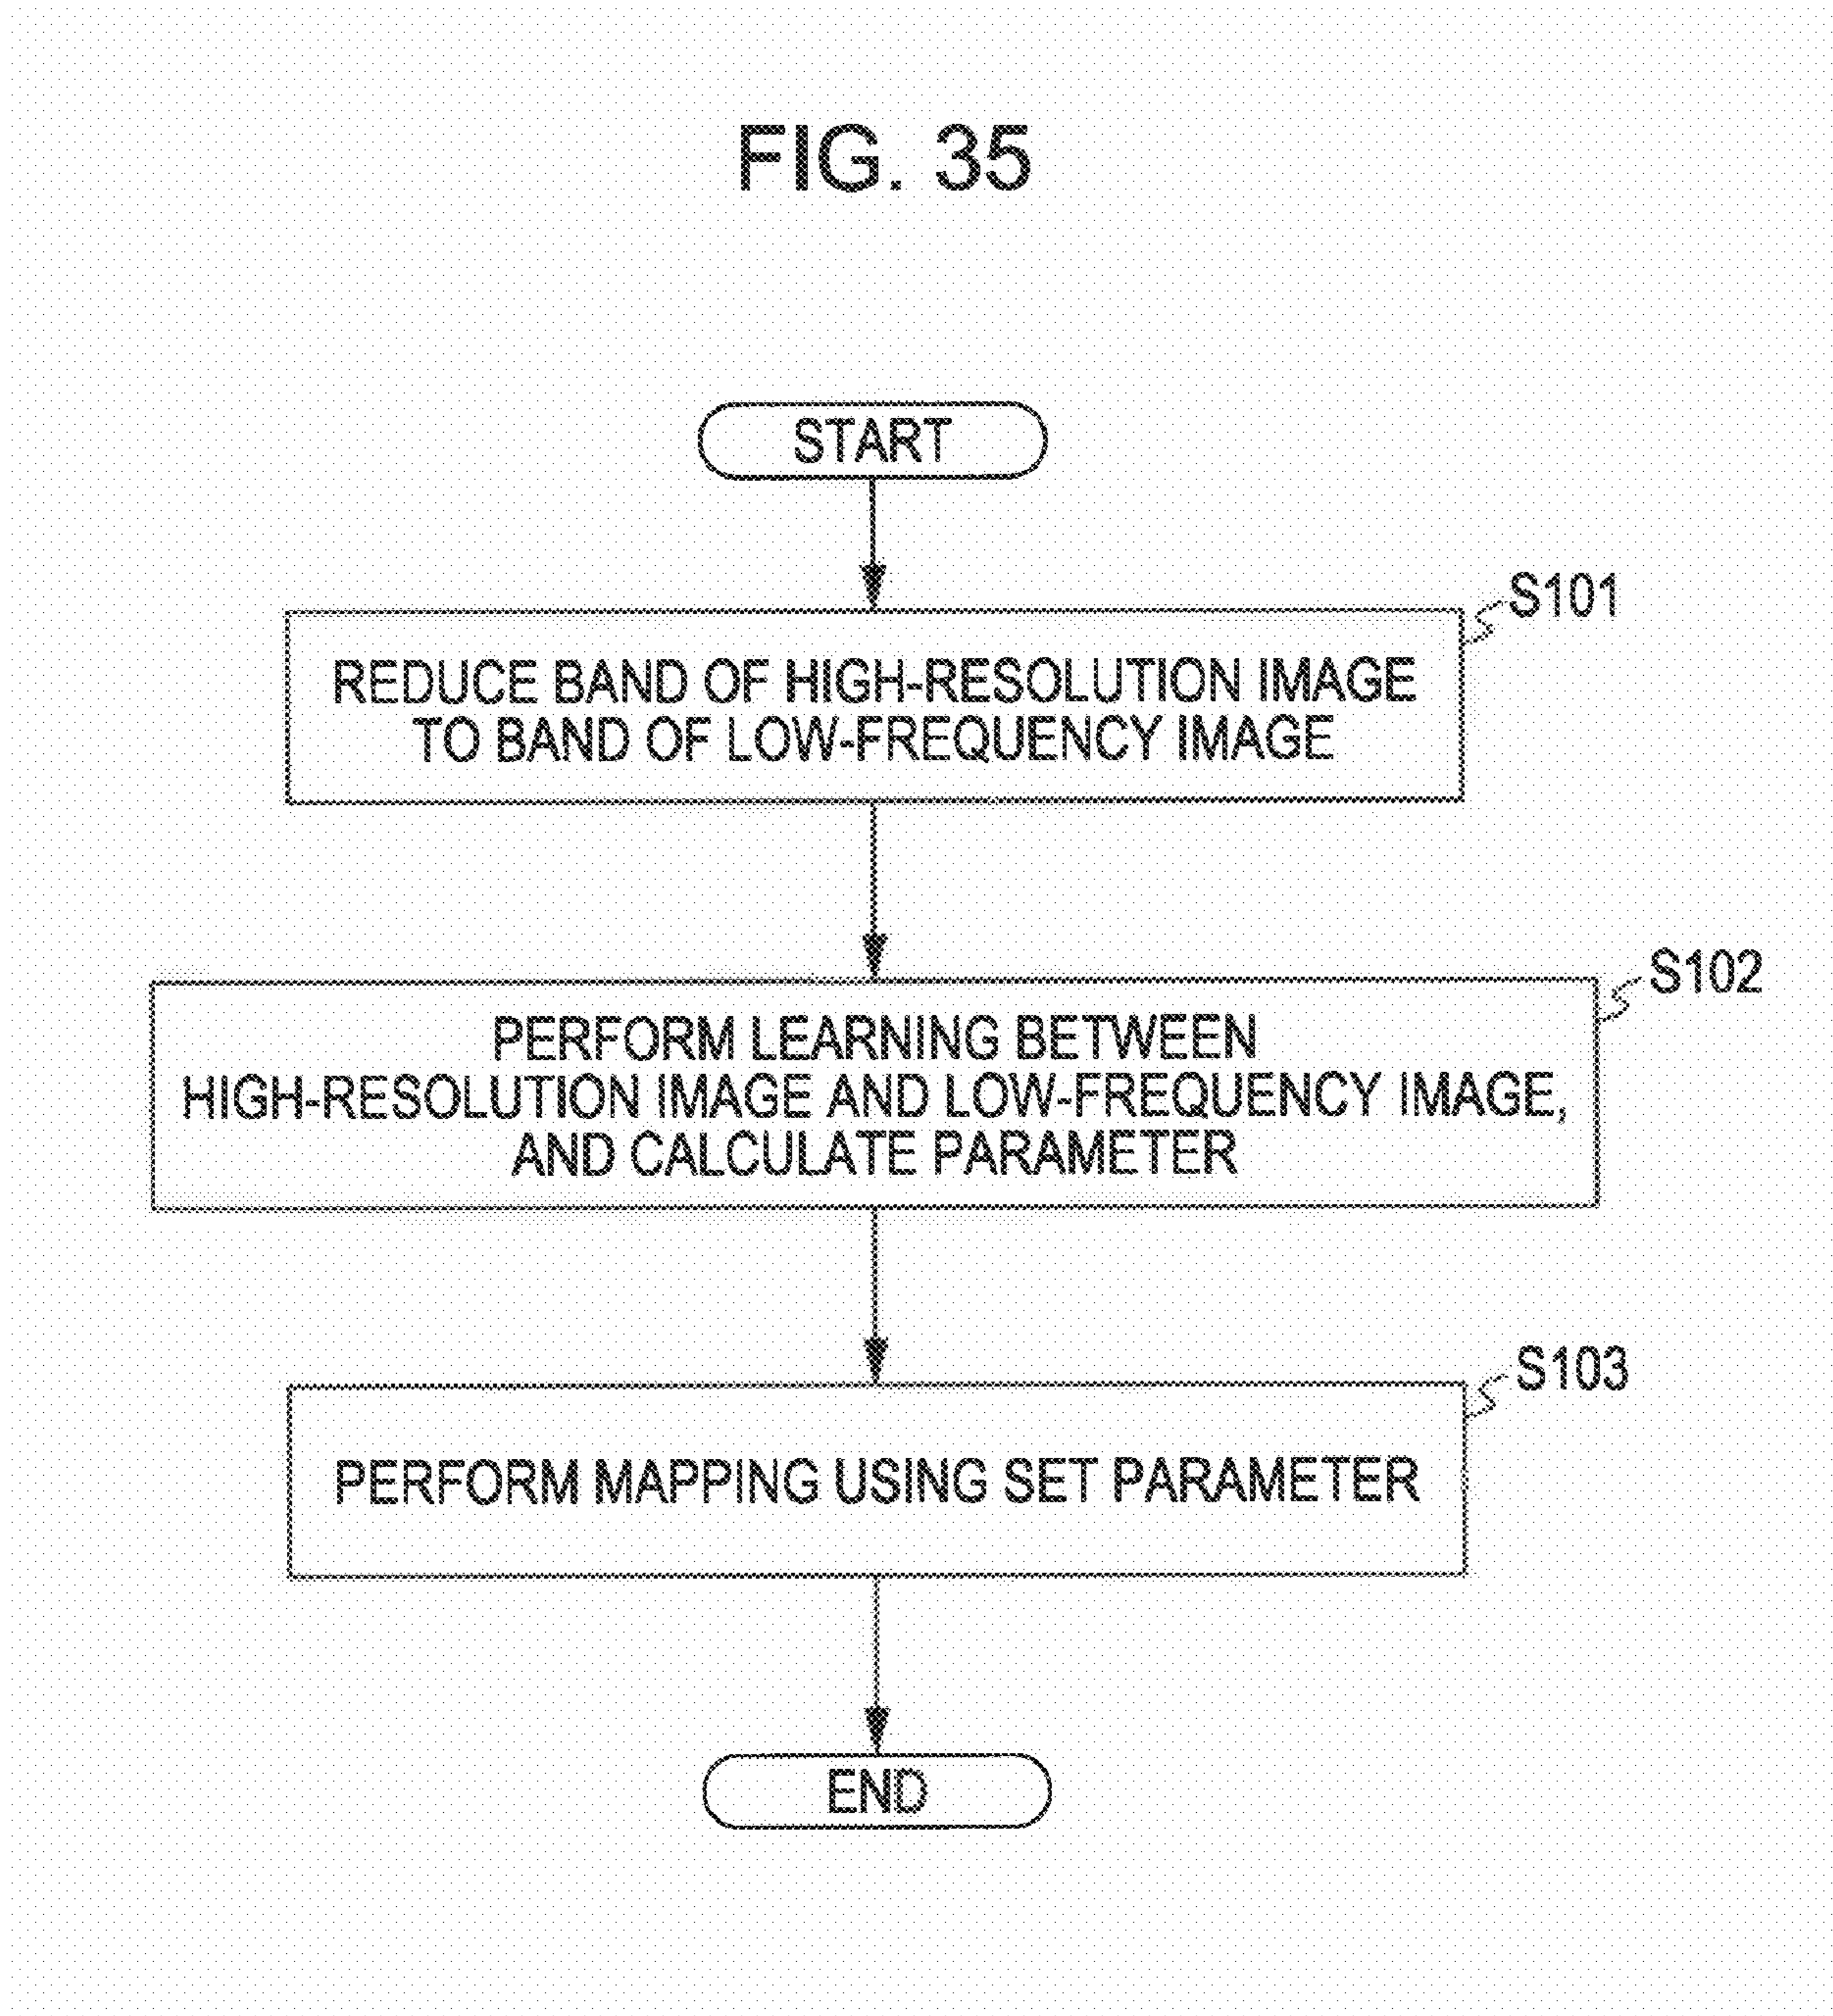 FIG. 35
START
S101
REDUCE BAND OF HIGH-RESOLUTION IMAGE
TO BAND OF LOW-FREQUENCY IMAGE
S102
PERFORM LEARNING BETWEEN
HIGH-RESOLUTION IMAGE AND LOW-FREQUENCY IMAGE,
AND CALCULATE PARAMETER
S103
PERFORM MAPPING USING SET PARAMETER
END